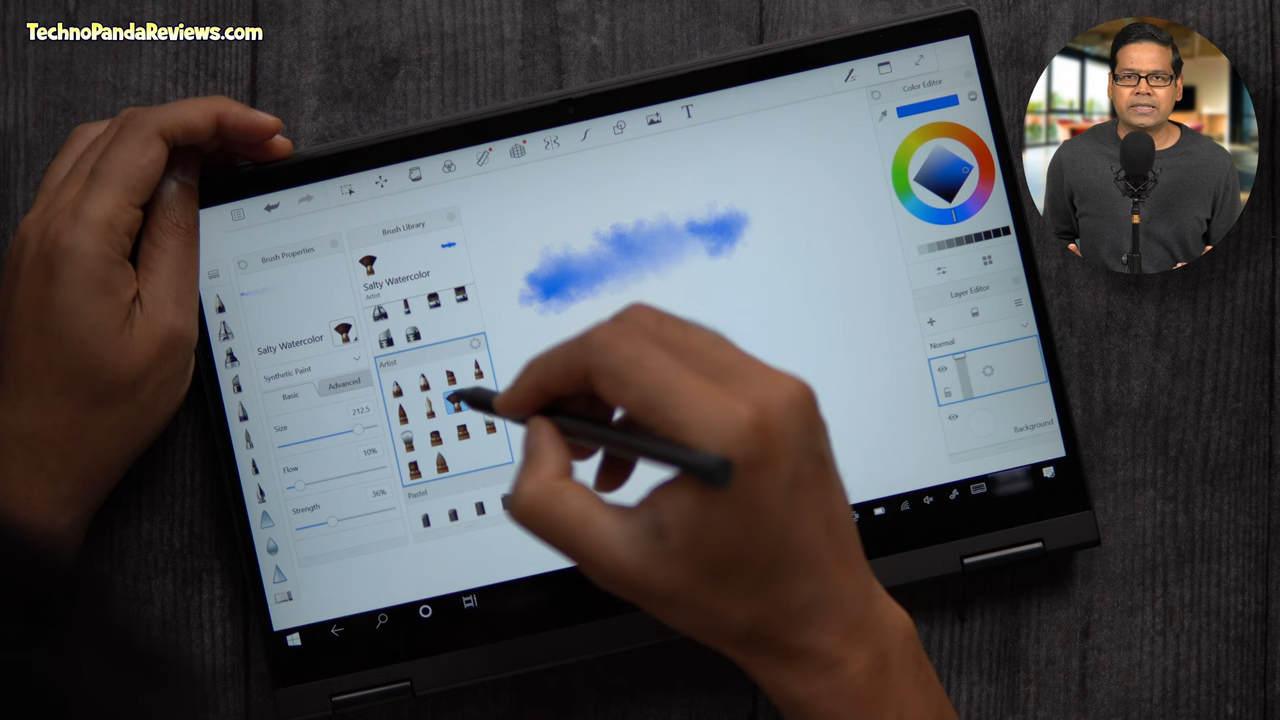 TechnoPandaReviews.com
T
Color Editor
Brush Library
Brush Properties
Salty Watercolor
Artist
Salty Watercolor
Synthetic Paint
Basic
Advanced
Size
212.5
Flow
10%
Strength
36%
Artist
Pastel
Layer Editor
Normal
Background